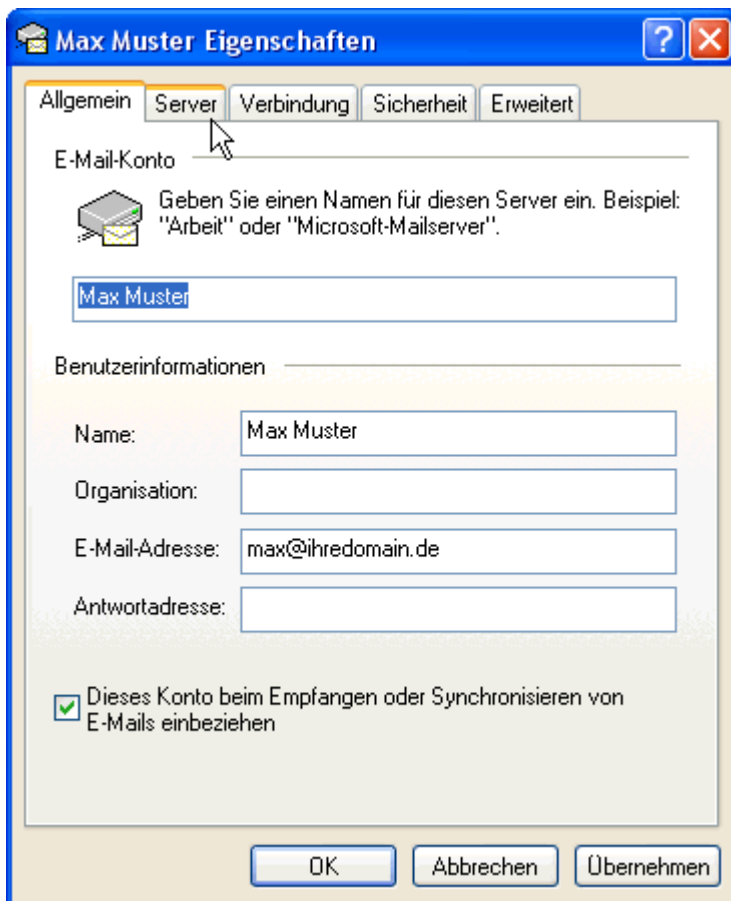 Max Muster Eigenschaften
?
Allgemein Server Verbindung Sicherheit Erweitert
E-Mail-Konto
Geben Sie einen Namen für diesen Server ein. Beispiel:
"Arbeit" oder "Microsoft-Mailserver".
Max Muster
Benutzerinformationen
Name: Max Muster
Organisation:
E-Mail-Adresse: max@ihredomain.de
Antwortadresse:
Dieses Konto beim Empfangen oder Synchronisieren von
E-Mails einbeziehen
OK Abbrechen Übernehmen